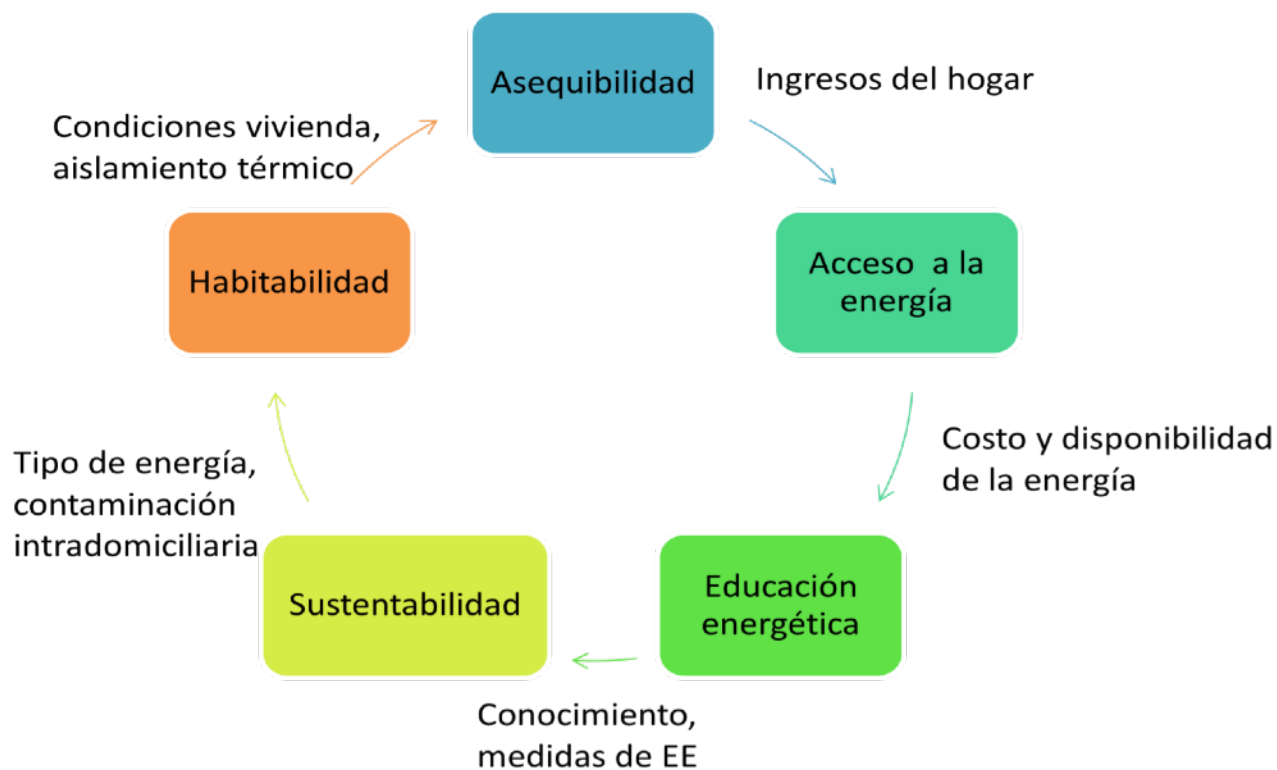 Asequibilidad
Ingresos del hogar
Condiciones vivienda,
aislamiento térmico
Habitabilidad
Acceso a la
energía
Costo y disponibilidad
de la energía
Tipo de energía,
contaminación
intradomiciliaria
Sustentabilidad
Educación
energética
Conocimiento,
medidas de EE